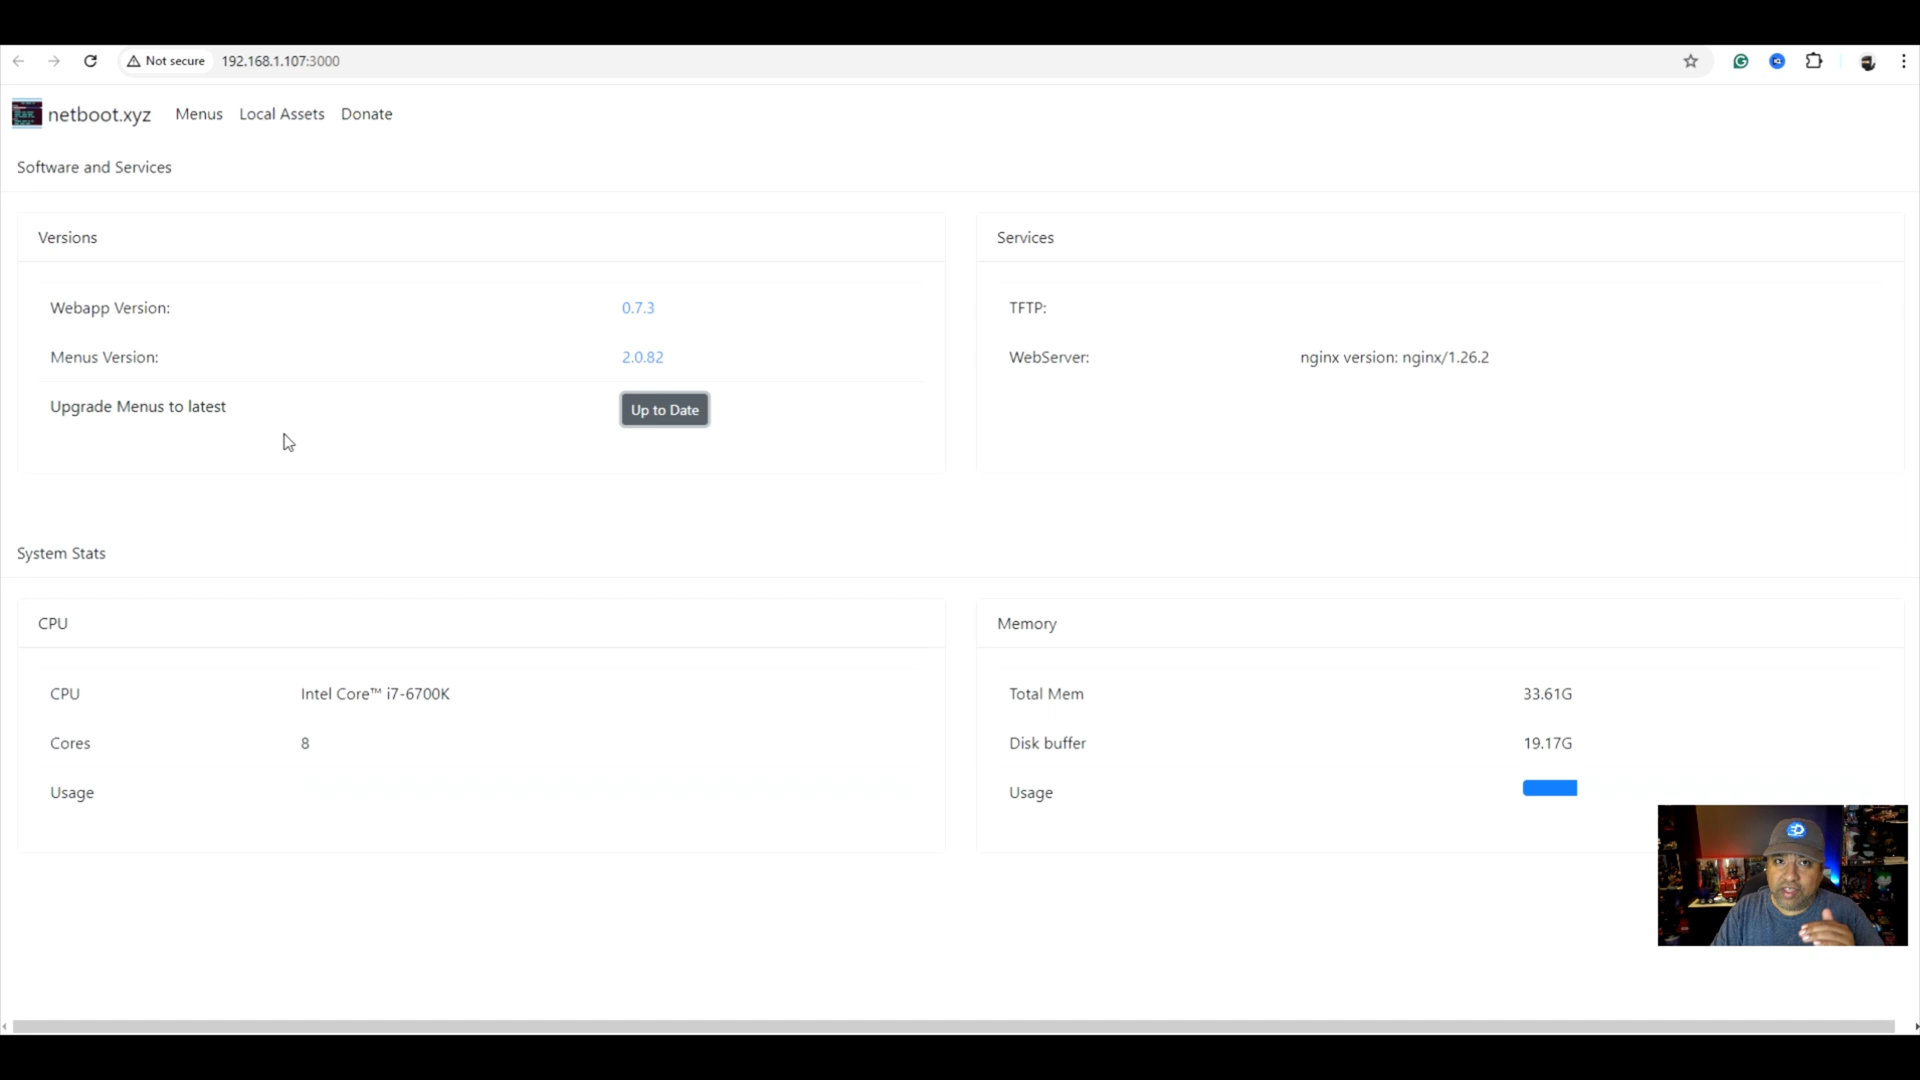 Not secure 192.168.1.107:3000
netboot.xyz Menus Local Assets Donate
Software and Services
Versions
Webapp Version: 0.7.3
Menus Version: 2.0.82
Upgrade Menus to latest Up to Date
Services
TFTP:
WebServer: nginx version: nginx/1.26.2
System Stats
CPU
CPU Intel Core™ i7-6700K
Cores 8
Usage
Memory
Total Mem 33.61G
Disk buffer 19.17G
Usage